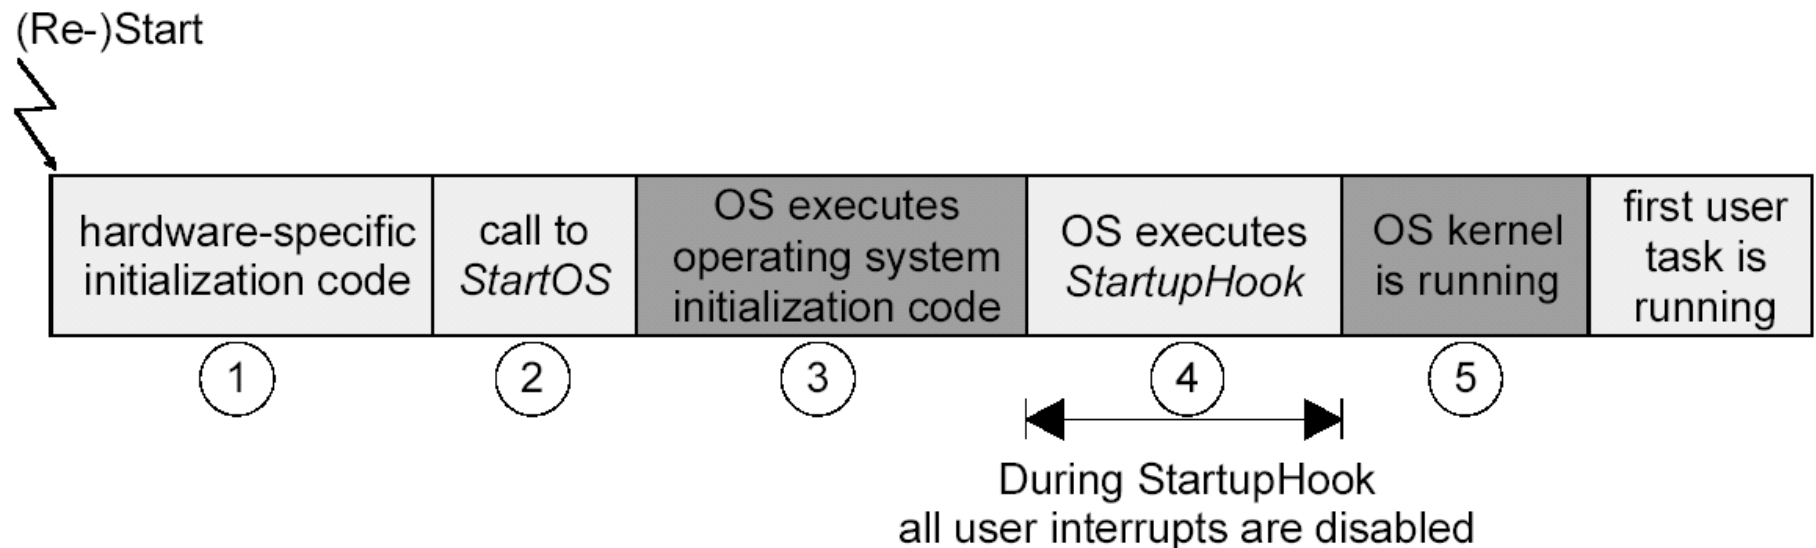 (Re-)Start
hardware-specific
initialization code
call to
StartOS
OS executes
operating system
initialization code
OS executes
StartupHook
OS kernel
is running
first user
task is
running
1
2
3
4
5
During StartupHook
all user interrupts are disabled